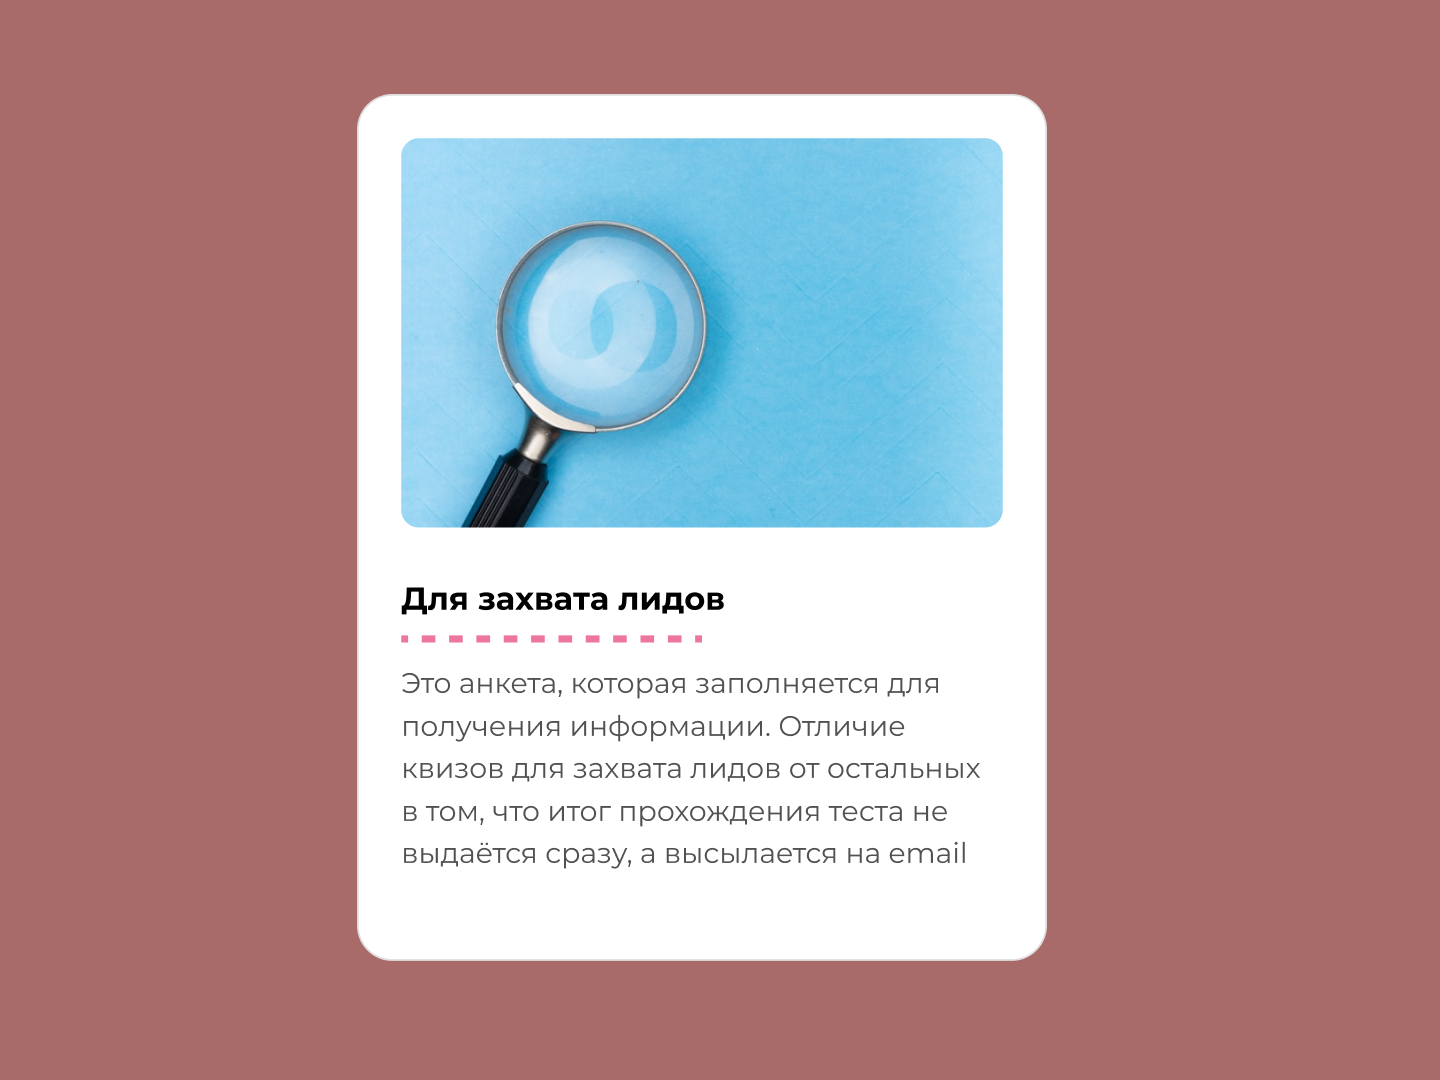 Для захвата лидов
Это анкета, которая заполняется для
получения информации. Отличие
квизов для захвата лидов от остальных
в том, что итог прохождения теста не
выдаётся сразу, а высылается на email